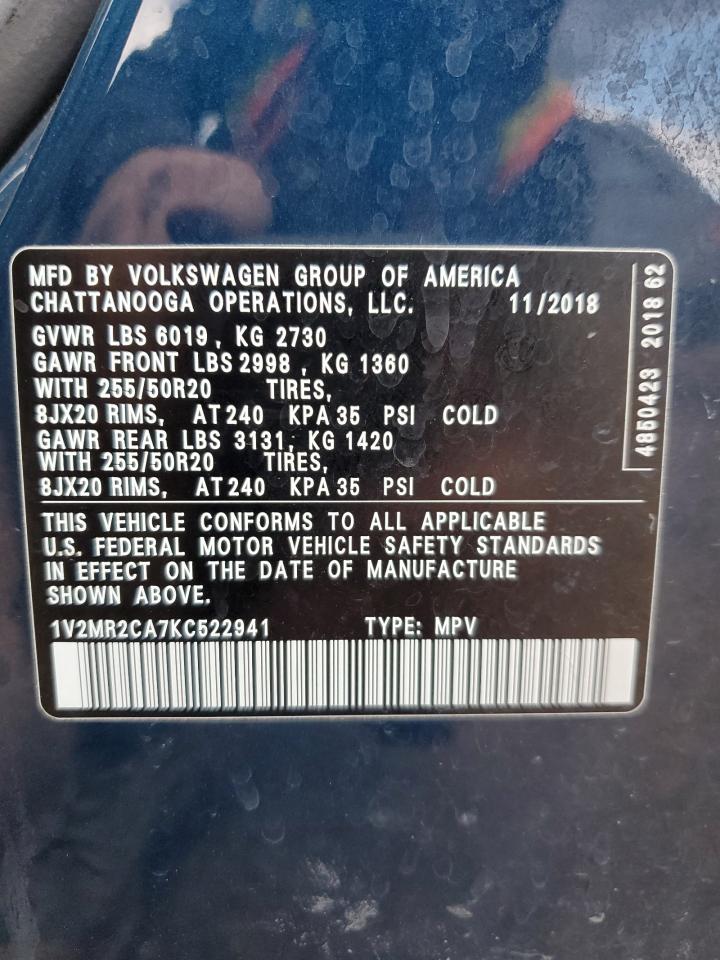 MFD BY VOLKSWAGEN GROUP OF AMERICA
CHATTANOOGA OPERATIONS, LLC. 11/2018
GVWR LBS 6019, KG 2730
GAWR FRONT LBS 2998, KG 1360
WITH 255/50R20 TIRES,
8JX20 RIMS, AT 240 KPA 35 PSI COLD
GAWR REAR LBS 3131, KG 1420
WITH 255/50R20 TIRES,
8JX20 RIMS, AT 240 KPA 35 PSI COLD
4850423 2018 62
THIS VEHICLE CONFORMS TO ALL APPLICABLE
U.S. FEDERAL MOTOR VEHICLE SAFETY STANDARDS
IN EFFECT ON THE DATE OF MANUFACTURE
SHOWN ABOVE.
1V2MR2CA7KC522941 TYPE: MPV